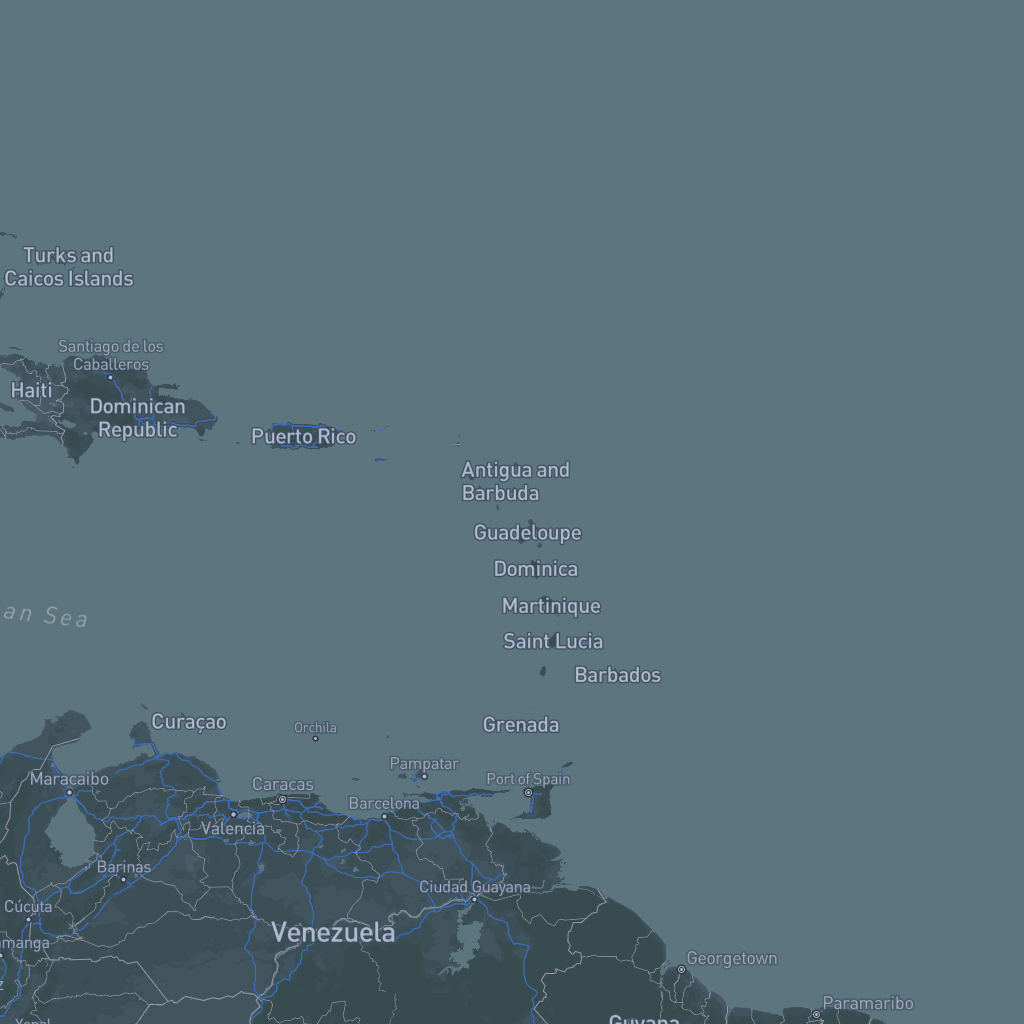 Turks and
Caicos Islands
Santiago de los
Caballeros
Haiti
Dominican
Republic
Puerto Rico
Antigua and
Barbuda
Guadeloupe
Dominica
Martinique
an Sea
Saint Lucia
Barbados
Curaçao
Orchila
Grenada
Pampatar
Maracaibo
Caracas
Port of Spain
Barcelona
Valencia
Barinas
Ciudad Guayana
Cúcuta
Venezuela
amanga
Georgetown
z
Paramaribo
Yopal
Guyana